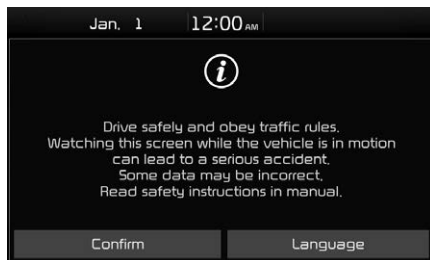 Jan. 1 12:00 AM
i
Drive safely and obey traffic rules.
Watching this screen while the vehicle is in motion
can lead to a serious accident.
Some data may be incorrect.
Read safety instructions in manual.
Confirm Language